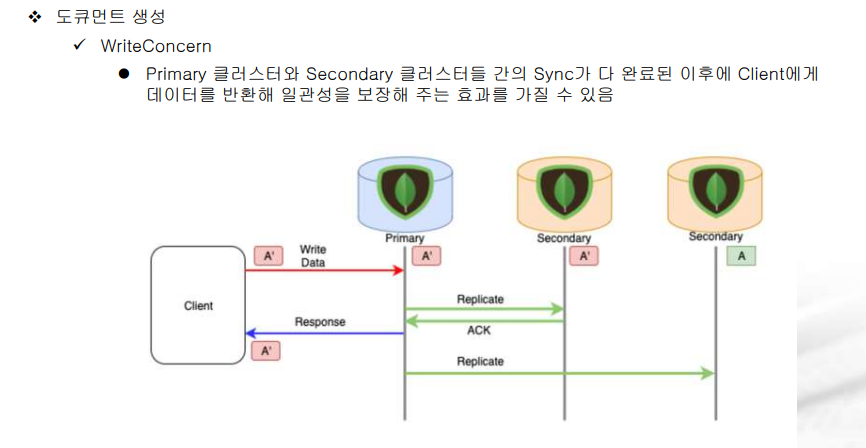 ❖ 도큐먼트 생성
✓ WriteConcern
● Primary 클러스터와 Secondary 클러스터들 간의 Sync가 다 완료된 이후에 Client에게
데이터를 반환해 일관성을 보장해 주는 효과를 가질 수 있음
Primary
Secondary
Secondary
A'
Write
Data
A'
A'
A
Client
Replicate
Response
ACK
A'
Replicate